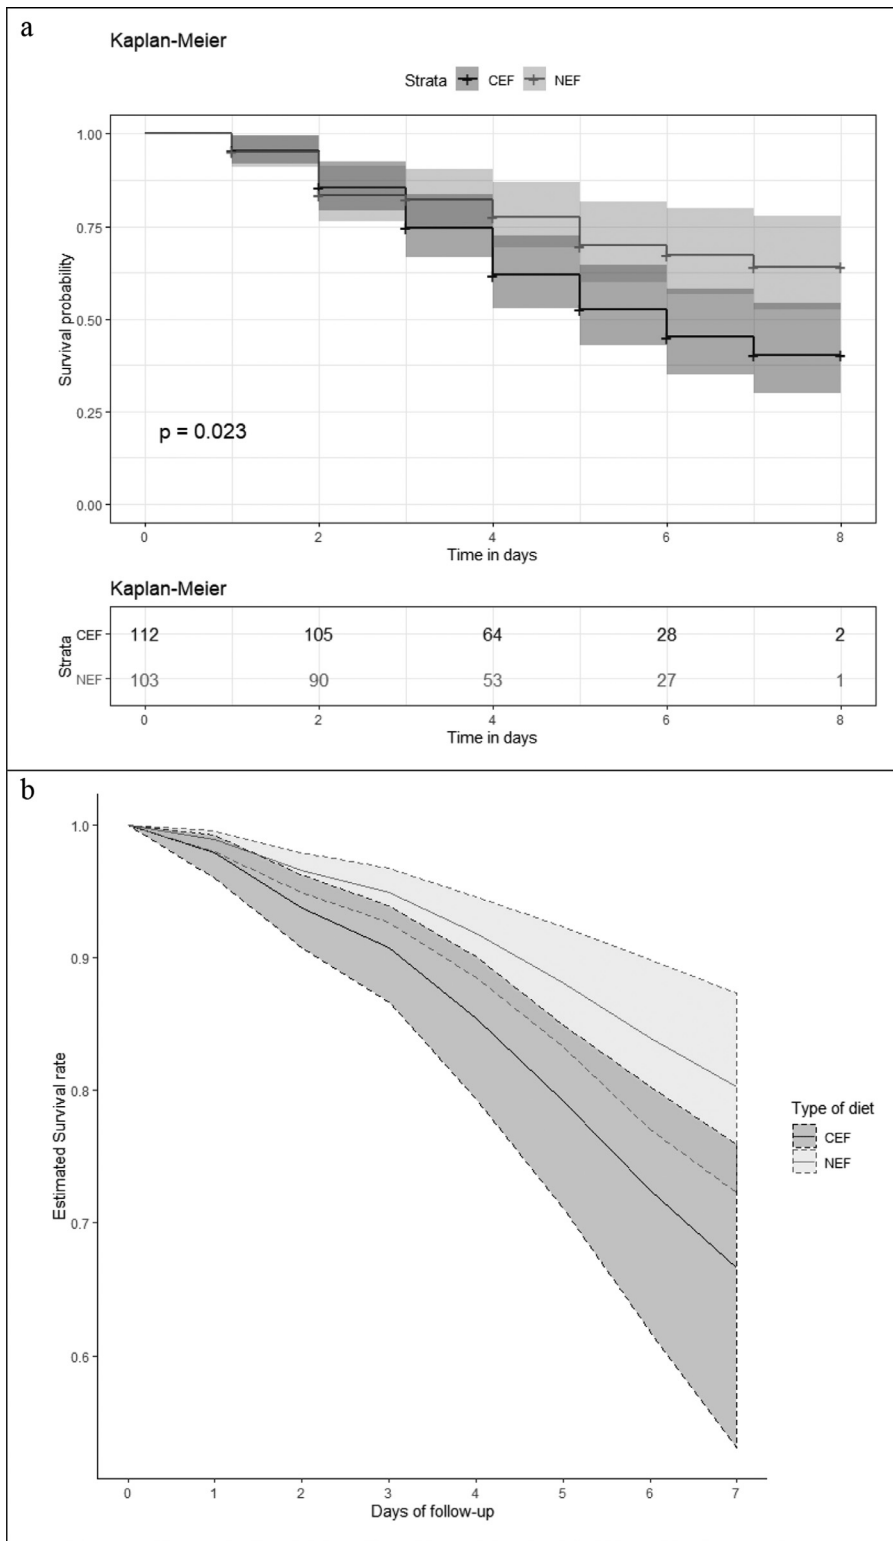 a
Kaplan-Meier
Strata CEF NEF
1.00
0.75
0.50
0.25
0.00
Survival probability
p = 0.023
0 2 4 6 8
Time in days
Kaplan-Meier
Strata
CEF 112 105 64 28 2
NEF 103 90 53 27 1
0 2 4 6 8
Time in days
b
1.0
0.9
0.8
0.7
0.6
Estimated Survival rate
Type of diet
CEF
NEF
0 1 2 3 4 5 6 7
Days of follow-up